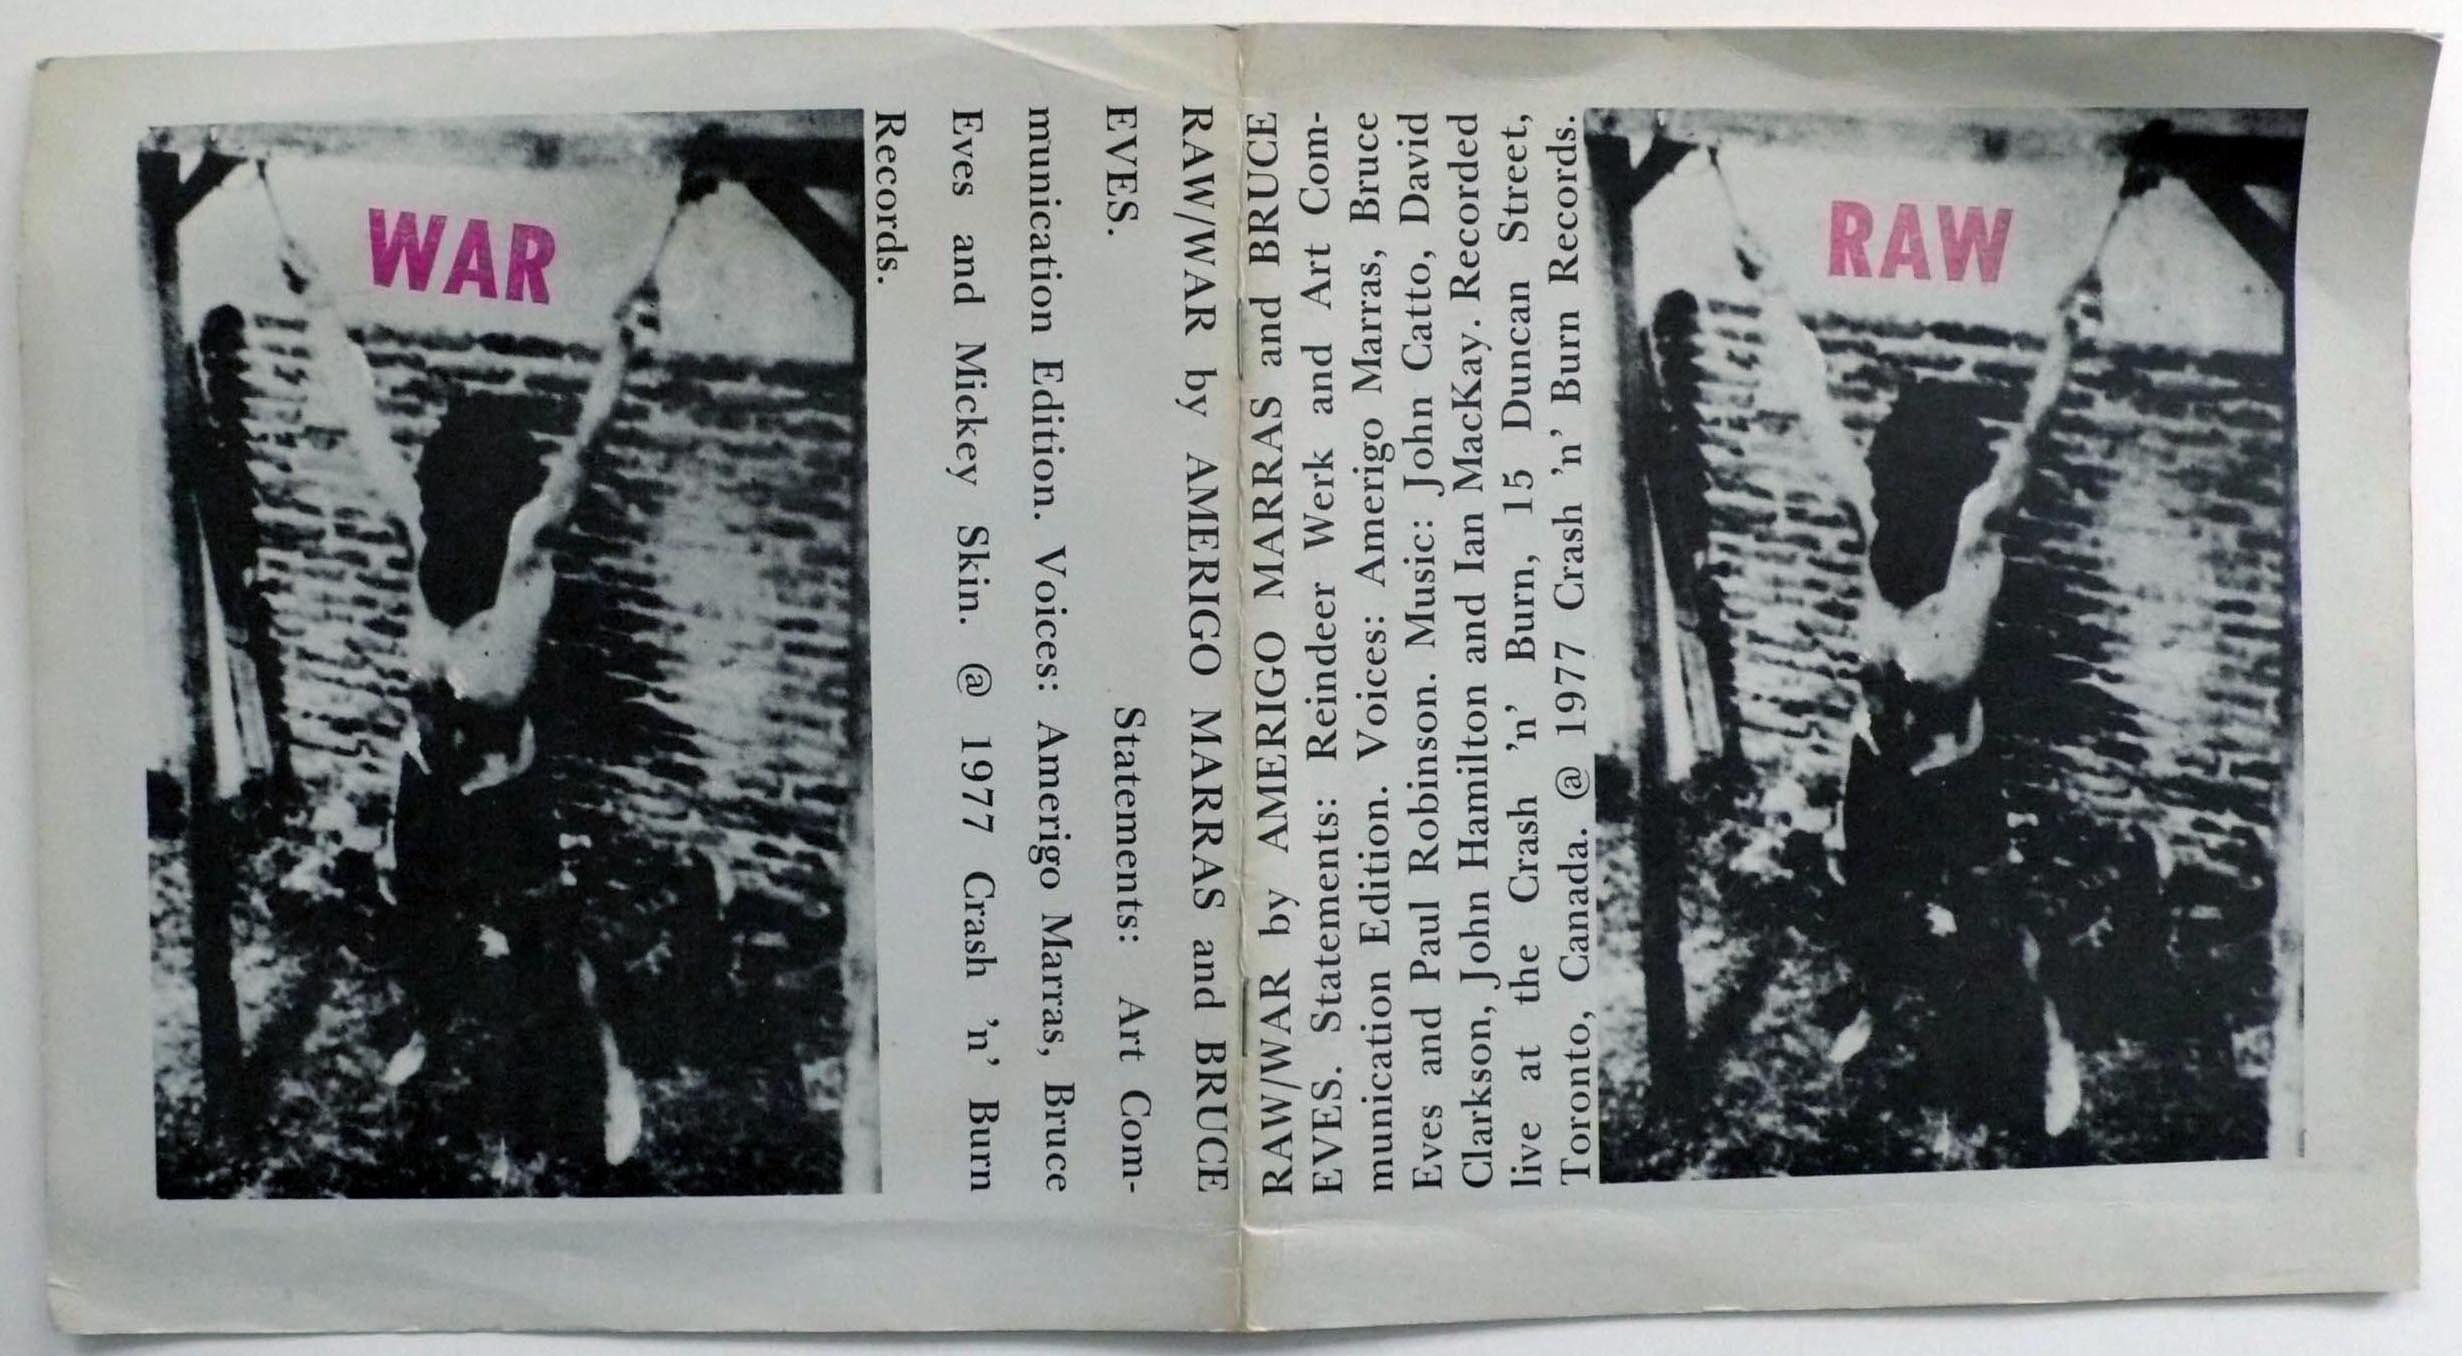 WAR
RAW/WAR by AMERIGO MARRAS and BRUCE
EVES. Statements: Art Com-
munication Edition. Voices: Amerigo Marras, Bruce
Eves and Mickey Skin. @ 1977 Crash 'n' Burn
Records.
RAW/WAR by AMERIGO MARRAS and BRUCE
EVES. Statements: Reindeer Werk and Art Com-
munication Edition. Voices: Amerigo Marras, Bruce
Eves and Paul Robinson. Music: John Catto, David
Clarkson, John Hamilton and Ian MacKay. Recorded
live at the Crash 'n' Burn, 15 Duncan Street,
Toronto, Canada. @ 1977 Crash 'n' Burn Records.
RAW